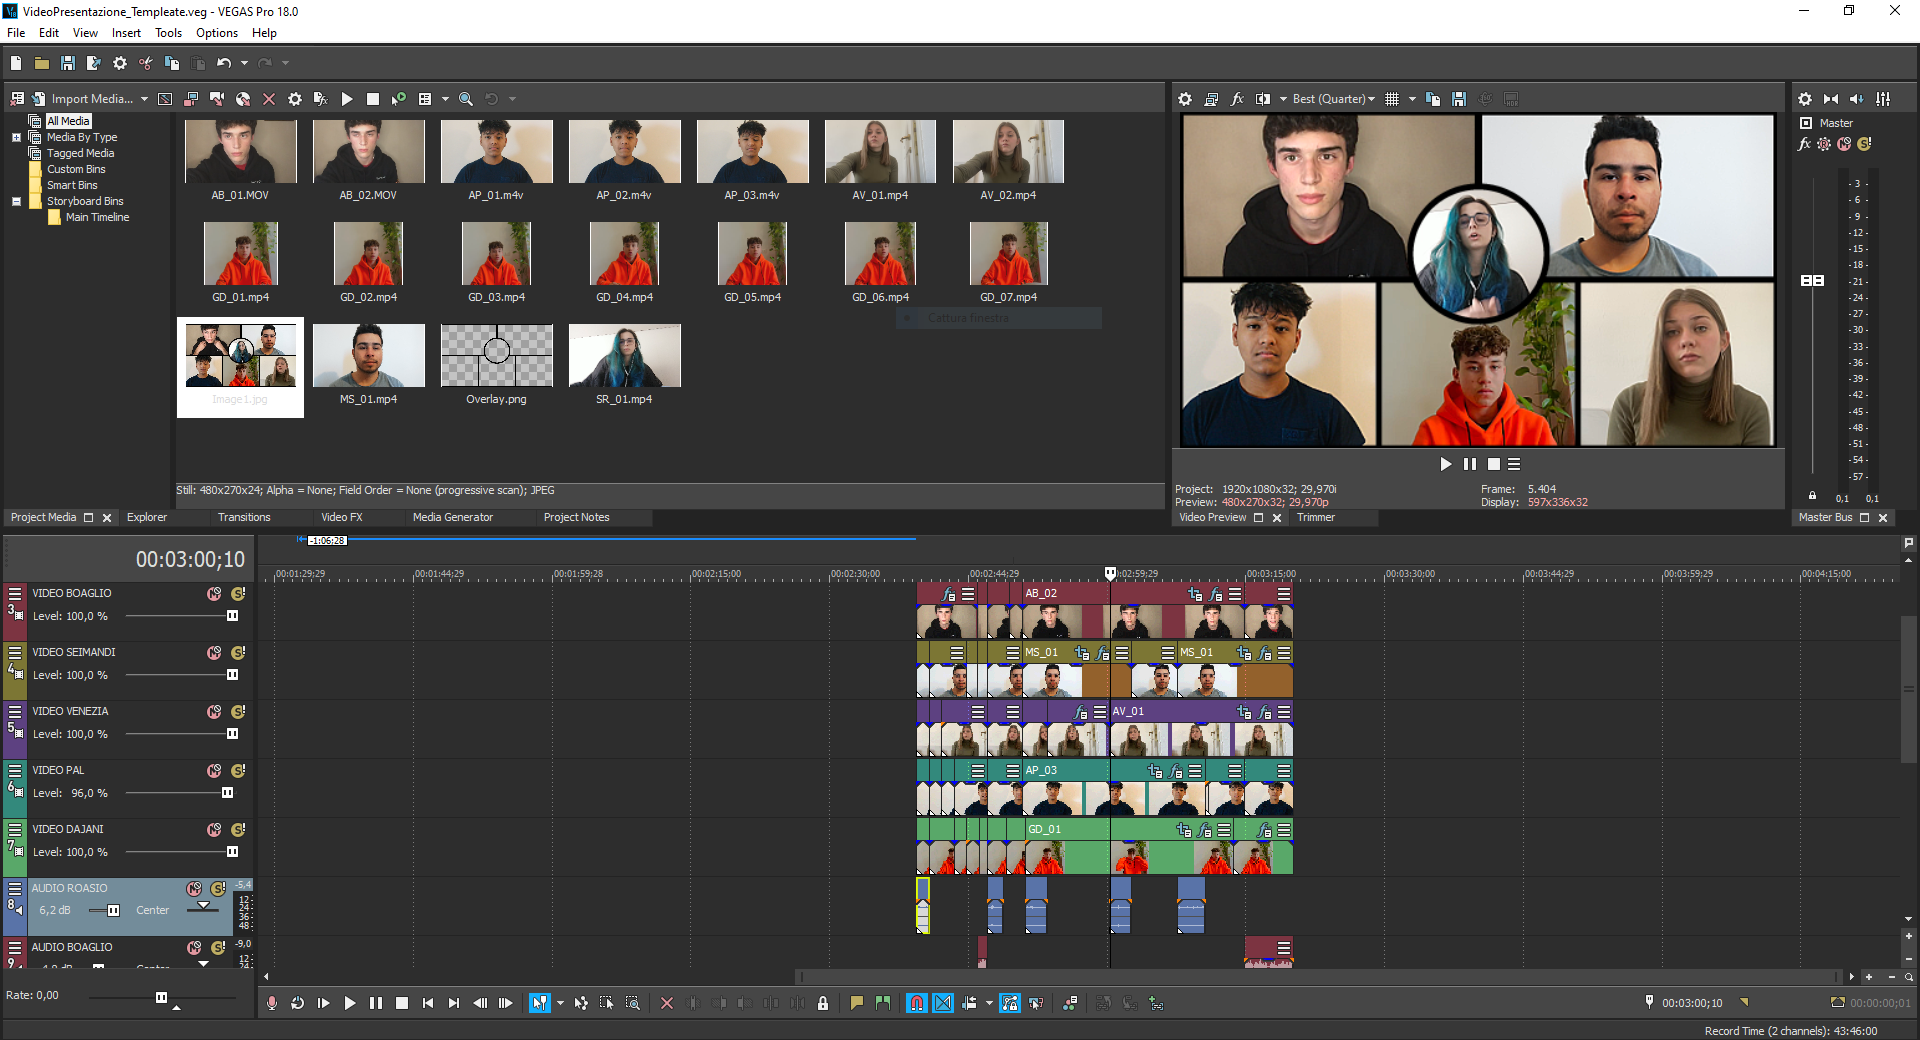 VideoPresentazione_Templeate.veg - VEGAS Pro 18.0
File Edit View Insert Tools Options Help
Import Media...
Best (Quarter)
All Media
Media By Type
Tagged Media
Custom Bins
Smart Bins
Storyboard Bins
Main Timeline
AB_01.MOV AB_02.MOV AP_01.m4v AP_02.m4v AP_03.m4v AV_01.mp4 AV_02.mp4
GD_01.mp4 GD_02.mp4 GD_03.mp4 GD_04.mp4 GD_05.mp4 GD_06.mp4 GD_07.mp4
Cattura finestra
Image1.jpg MS_01.mp4 Overlay.png SR_01.mp4
Still: 480x270x24; Alpha = None; Field Order = None (progressive scan); JPEG
Project Media Explorer Transitions Video FX Media Generator Project Notes
Project: 1920x1080x32; 29,970i Frame: 5.404
Preview: 480x270x32; 29,970p Display: 597x336x32
Video Preview Trimmer
Master
fx
- 3 -
- 6 -
- 9 -
- 12 -
- 15 -
- 18 -
- 21 -
- 24 -
- 27 -
- 30 -
- 33 -
- 36 -
- 39 -
- 42 -
- 45 -
- 48 -
- 51 -
- 54 -
- 57 -
0,1 0,1
Master Bus
00:03:00;10
-1:06:28
00:01:29;29 00:01:44;29 00:01:59;28 00:02:15;00 00:02:30;00 00:02:44;29 00:02:59;29 00:03:15;00 00:03:30;00 00:03:44;29 00:03:59;29 00:04:15;00
3 VIDEO BOAGLIO
Level: 100,0 %
AB_02
4 VIDEO SEIMANDI
Level: 100,0 %
MS_01 MS_01
5 VIDEO VENEZIA
Level: 100,0 %
AV_01
6 VIDEO PAL
Level: 96,0 %
AP_03
7 VIDEO DAJANI
Level: 100,0 %
GD_01
8 AUDIO ROASIO -5,4
6,2 dB Center
12
24
36
48
9 AUDIO BOAGLIO -9,0
12
24
Rate: 0,00
00:03:00;10 00:00:00;01
Record Time (2 channels): 43:46:00